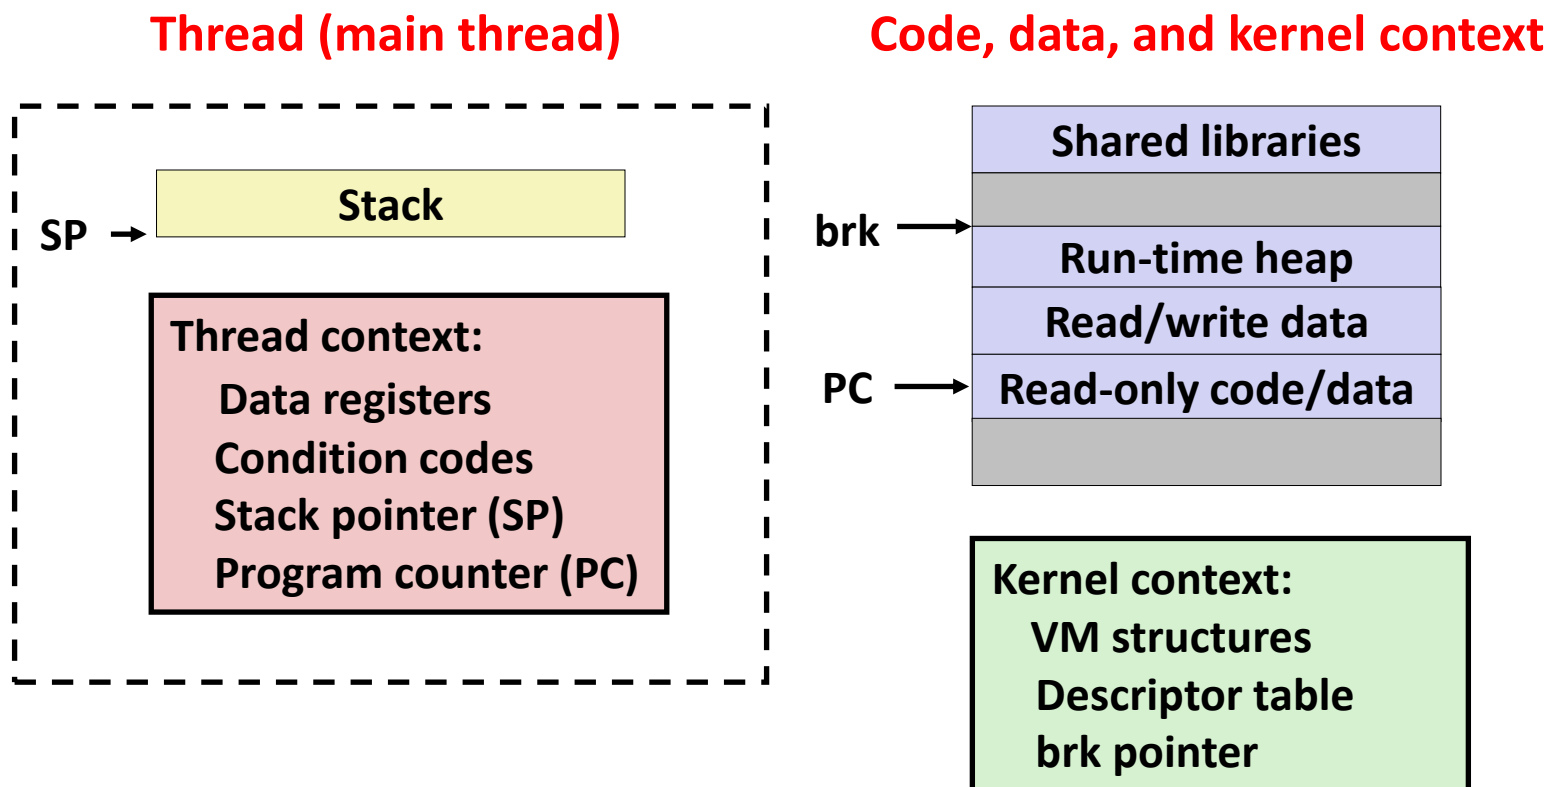 Thread (main thread)
Stack
SP
Thread context:
Data registers
Condition codes
Stack pointer (SP)
Program counter (PC)
Code, data, and kernel context
Shared libraries
brk
Run-time heap
Read/write data
PC
Read-only code/data
Kernel context:
VM structures
Descriptor table
brk pointer